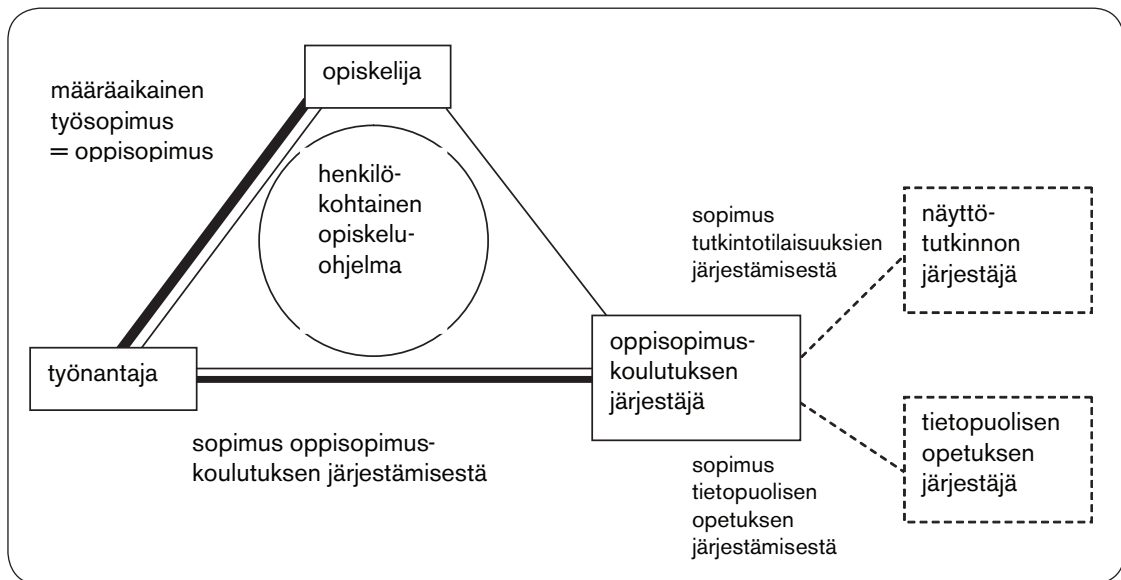 opiskelija
määräaikainen
työsopimus
= oppisopimus
henkilö-
kohtainen
opiskelu-
ohjelma
työnantaja
sopimus oppisopimus-
koulutuksen järjestämisestä
oppisopimus-
koulutuksen
järjestäjä
sopimus
tutkintotilaisuuksien
järjestämisestä
näyttö-
tutkinnon
järjestäjä
sopimus
tietopuolisen
opetuksen
järjestämisestä
tietopuolisen
opetuksen
järjestäjä